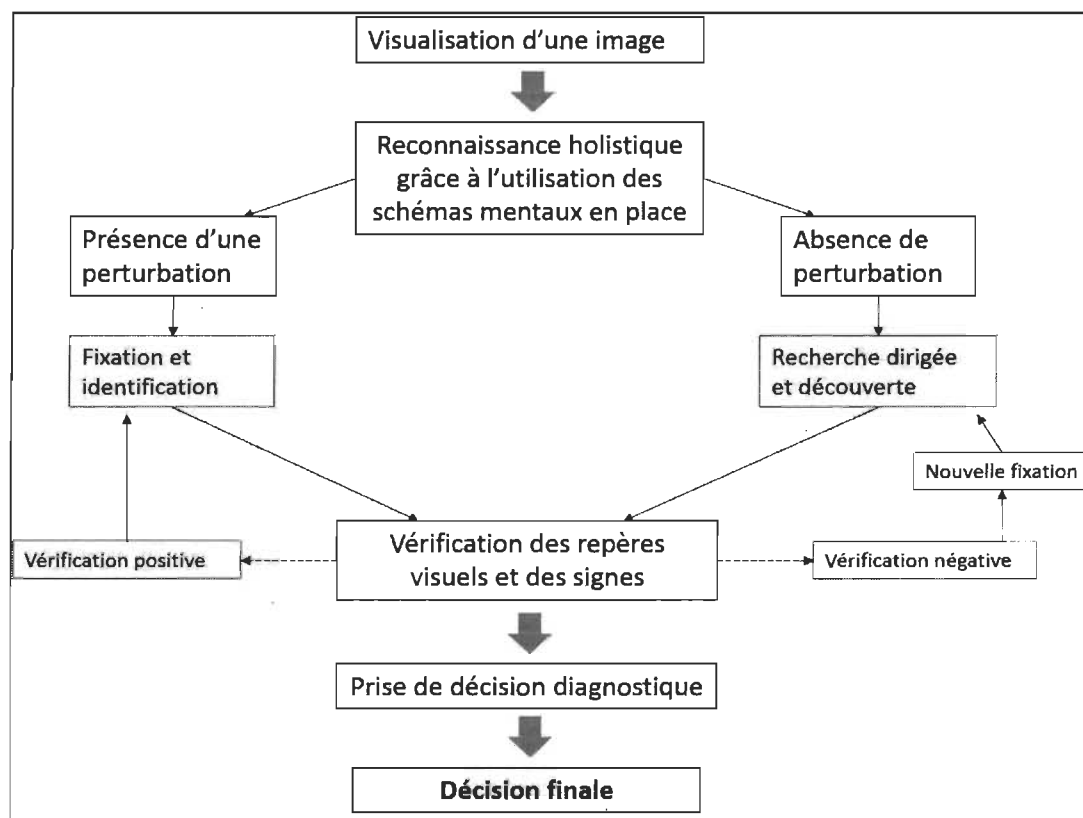 Visualisation d'une image
Reconnaissance holistique
grâce à l'utilisation des
schémas mentaux en place
Présence d'une
perturbation
Absence de
perturbation
Fixation et
identification
Recherche dirigée
et découverte
Nouvelle fixation
Vérification positive
Vérification des repères
visuels et des signes
Vérification négative
Prise de décision diagnostique
Décision finale